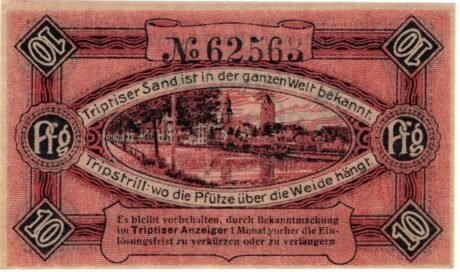 10 № 62563 10
Triptiser Sand ist in der ganzen Welt bekannt.
Pfg Pfg
Tripstrill: wo die Pfütze über die Weide hängt.
10 10
Es bleibt vorbehalten, durch Bekanntmachung
im Triptiser Anzeiger 1 Monat vorher die Ein-
lösungsfrist zu verkürzen oder zu verlängern.